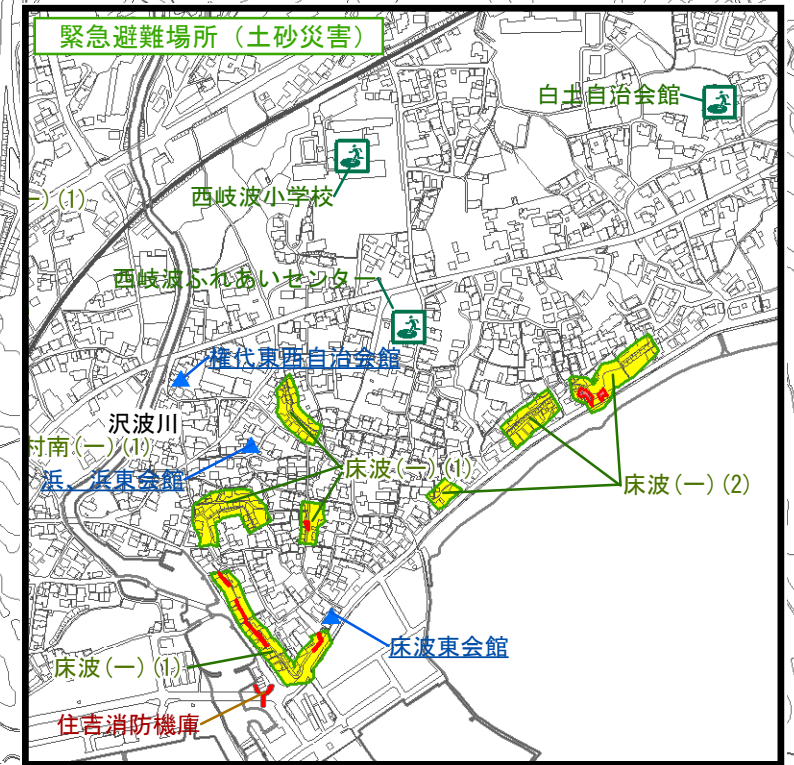 緊急避難場所（土砂災害）
白土自治会館
西岐波小学校
一)(1)
西岐波ふれあいセンター
権代東西自治会館
沢波川
村南(一)(1)
浜、浜東会館
床波(一)(1)
床波(一)(2)
床波東会館
床波(一)(1)
住吉消防機庫